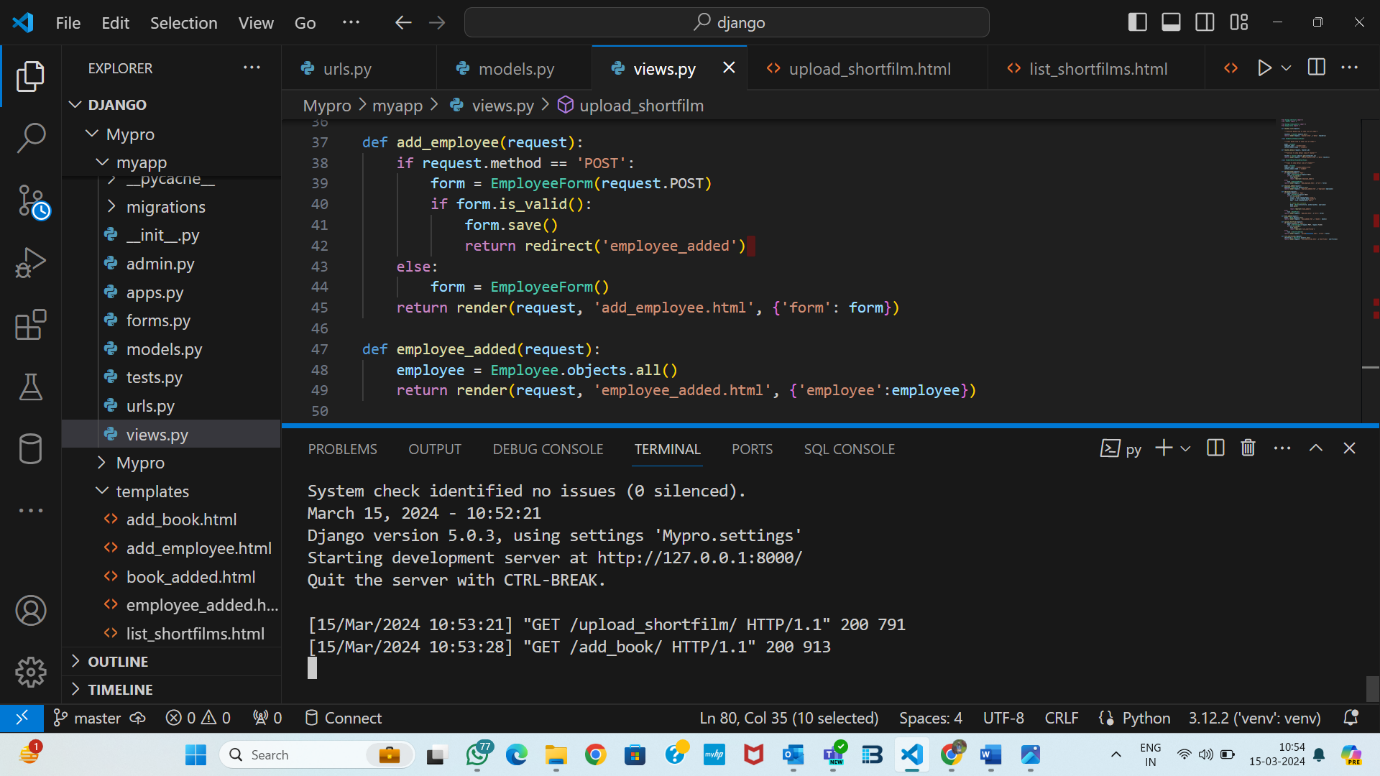 File Edit Selection View Go ··· django
EXPLORER ···
urls.py models.py views.py upload_shortfilm.html list_shortfilms.html
DJANGO
Mypro
myapp
__pycache__
migrations
__init__.py
admin.py
apps.py
forms.py
models.py
tests.py
urls.py
views.py
Mypro
templates
add_book.html
add_employee.html
book_added.html
employee_added.h...
list_shortfilms.html
OUTLINE
TIMELINE
Mypro > myapp > views.py > upload_shortfilm
36
37 def add_employee(request):
38 if request.method == 'POST':
39 form = EmployeeForm(request.POST)
40 if form.is_valid():
41 form.save()
42 return redirect('employee_added')
43 else:
44 form = EmployeeForm()
45 return render(request, 'add_employee.html', {'form': form})
46
47 def employee_added(request):
48 employee = Employee.objects.all()
49 return render(request, 'employee_added.html', {'employee':employee})
50
PROBLEMS OUTPUT DEBUG CONSOLE TERMINAL PORTS SQL CONSOLE py
System check identified no issues (0 silenced).
March 15, 2024 - 10:52:21
Django version 5.0.3, using settings 'Mypro.settings'
Starting development server at http://127.0.0.1:8000/
Quit the server with CTRL-BREAK.
[15/Mar/2024 10:53:21] "GET /upload_shortfilm/ HTTP/1.1" 200 791
[15/Mar/2024 10:53:28] "GET /add_book/ HTTP/1.1" 200 913
master 0 0 0 Connect Ln 80, Col 35 (10 selected) Spaces: 4 UTF-8 CRLF Python 3.12.2 ('venv': venv)
1 Search 77 myhp NEW ENG IN 10:54 15-03-2024 PRE